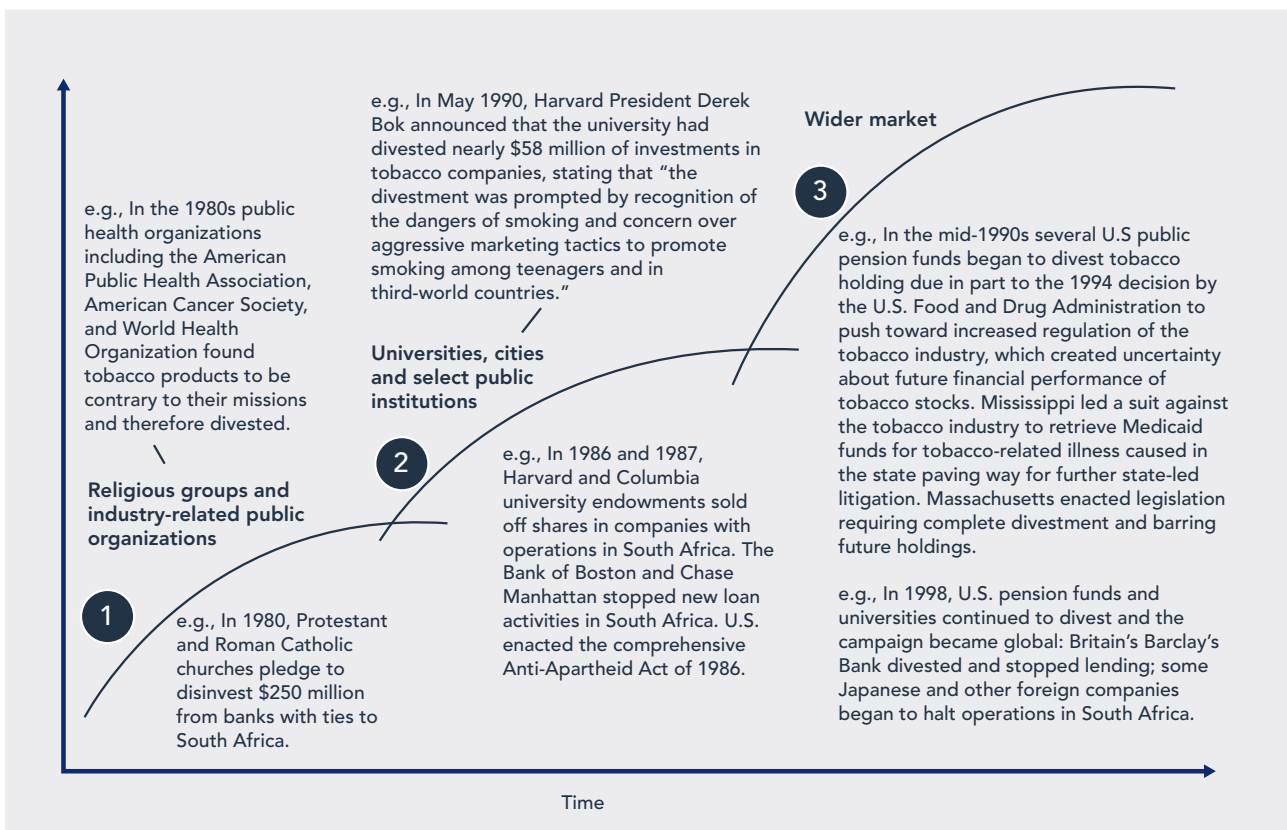 e.g., In the 1980s public
health organizations
including the American
Public Health Association,
American Cancer Society,
and World Health
Organization found
tobacco products to be
contrary to their missions
and therefore divested.
Religious groups and
industry-related public
organizations
1
e.g., In 1980, Protestant
and Roman Catholic
churches pledge to
disinvest $250 million
from banks with ties to
South Africa.
e.g., In May 1990, Harvard President Derek
Bok announced that the university had
divested nearly $58 million of investments in
tobacco companies, stating that “the
divestment was prompted by recognition of
the dangers of smoking and concern over
aggressive marketing tactics to promote
smoking among teenagers and in
third-world countries.”
Universities, cities
and select public
institutions
2
e.g., In 1986 and 1987,
Harvard and Columbia
university endowments sold
off shares in companies with
operations in South Africa. The
Bank of Boston and Chase
Manhattan stopped new loan
activities in South Africa. U.S.
enacted the comprehensive
Anti-Apartheid Act of 1986.
Wider market
3
e.g., In the mid-1990s several U.S public
pension funds began to divest tobacco
holding due in part to the 1994 decision by
the U.S. Food and Drug Administration to
push toward increased regulation of the
tobacco industry, which created uncertainty
about future financial performance of
tobacco stocks. Mississippi led a suit against
the tobacco industry to retrieve Medicaid
funds for tobacco-related illness caused in
the state paving way for further state-led
litigation. Massachusetts enacted legislation
requiring complete divestment and barring
future holdings.
e.g., In 1998, U.S. pension funds and
universities continued to divest and the
campaign became global: Britain’s Barclay’s
Bank divested and stopped lending; some
Japanese and other foreign companies
began to halt operations in South Africa.
Time